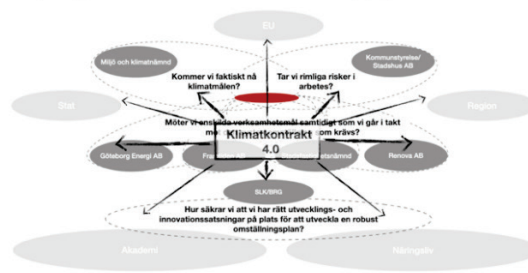 EU
Miljö och klimatnämnd
Kommunstyrelse/
Stadshus AB
Kommer vi faktiskt nå
klimatmålen?
Tar vi rimliga risker i
arbetet?
Stat
Region
Möter vi enskilda verksamhetsmål samtidigt som vi går i takt
som krävs?
Klimatkontrakt
4.0
Göteborg Energi AB
Renova AB
SLK/BRG
Hur säkrar vi att vi har rätt utvecklings- och
innovationssatsningar på plats för att utveckla en robust
omställningsplan?
Akademi
Näringsliv